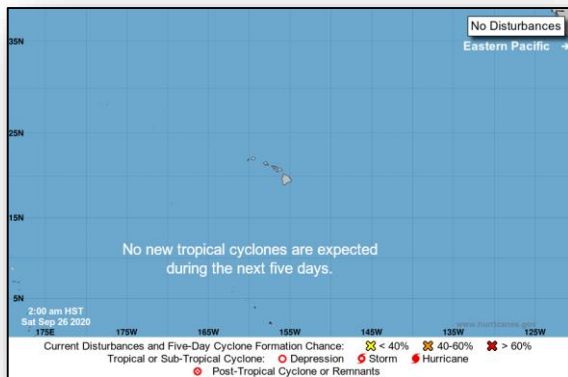 No Disturbances
Eastern Pacific
35N
25N
No new tropical cyclones are expected
during the next five days.
15N
5N
2:00 am HST
Sat Sep 26 2020
www.hurricanes.gov
175E 175W 165W 155W 145W 135W 125W
Current Disturbances and Five-Day Cyclone Formation Chance: < 40% 40-60% > 60%
Tropical or Sub-Tropical Cyclone: Depression Storm Hurricane
Post-Tropical Cyclone or Remnants